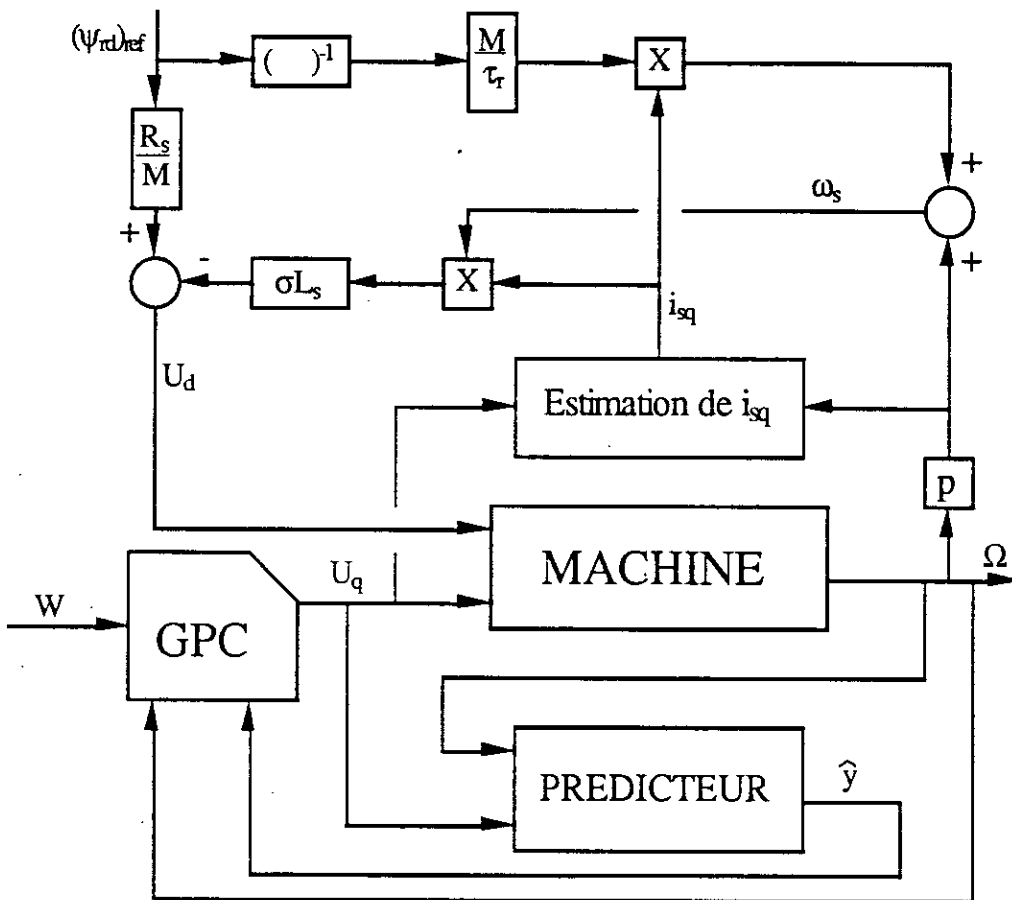 (ψrd)ref
( )-1
M
τr
X
Rs
M
+
ωs
+
+
-
σLs
X
isq
Ud
Estimation de isq
p
MACHINE
Ω
Uq
W
GPC
PREDICTEUR
ŷ